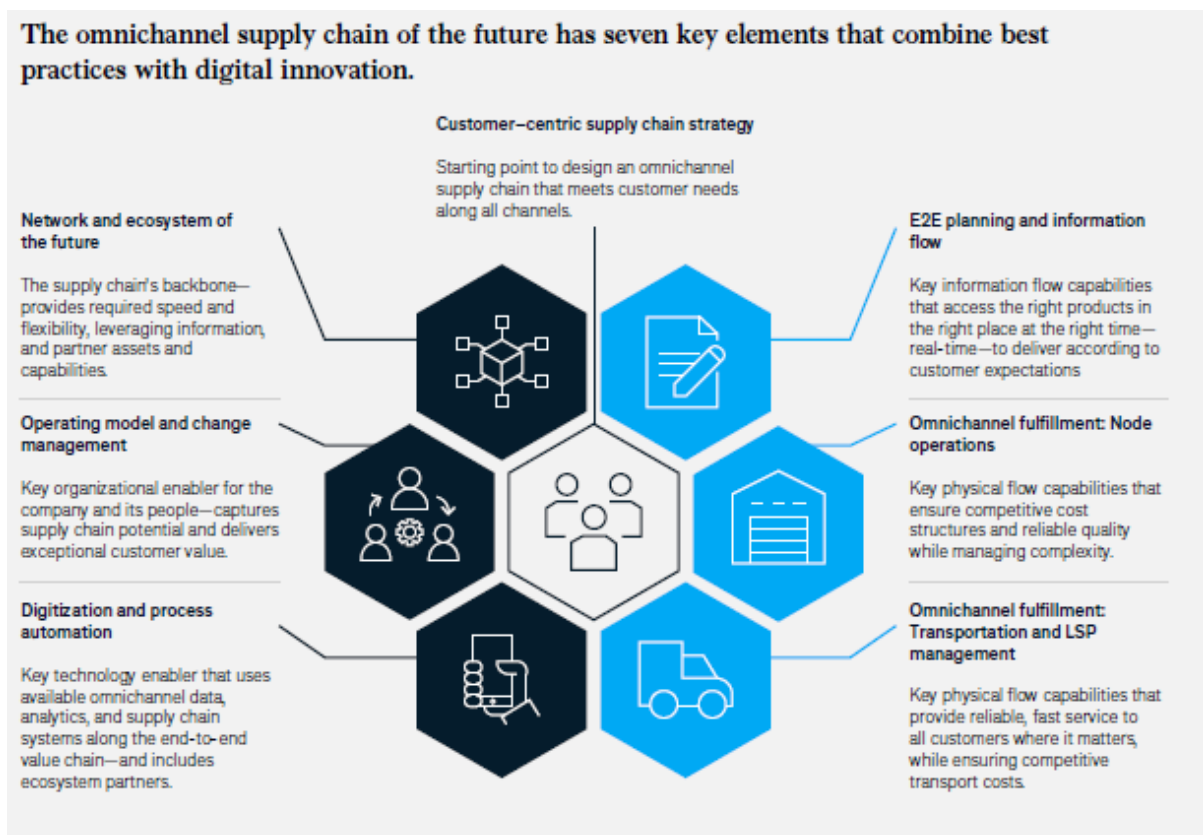 The omnichannel supply chain of the future has seven key elements that combine best
practices with digital innovation.
Customer–centric supply chain strategy
Starting point to design an omnichannel
supply chain that meets customer needs
along all channels.
Network and ecosystem of
the future
The supply chain's backbone—
provides required speed and
flexibility, leveraging information,
and partner assets and
capabilities.
Operating model and change
management
Key organizational enabler for the
company and its people—captures
supply chain potential and delivers
exceptional customer value.
Digitization and process
automation
Key technology enabler that uses
available omnichannel data,
analytics, and supply chain
systems along the end-to-end
value chain—and includes
ecosystem partners.
E2E planning and information
flow
Key information flow capabilities
that access the right products in
the right place at the right time—
real-time—to deliver according to
customer expectations
Omnichannel fulfillment: Node
operations
Key physical flow capabilities that
ensure competitive cost
structures and reliable quality
while managing complexity.
Omnichannel fulfillment:
Transportation and LSP
management
Key physical flow capabilities that
provide reliable, fast service to
all customers where it matters,
while ensuring competitive
transport costs.